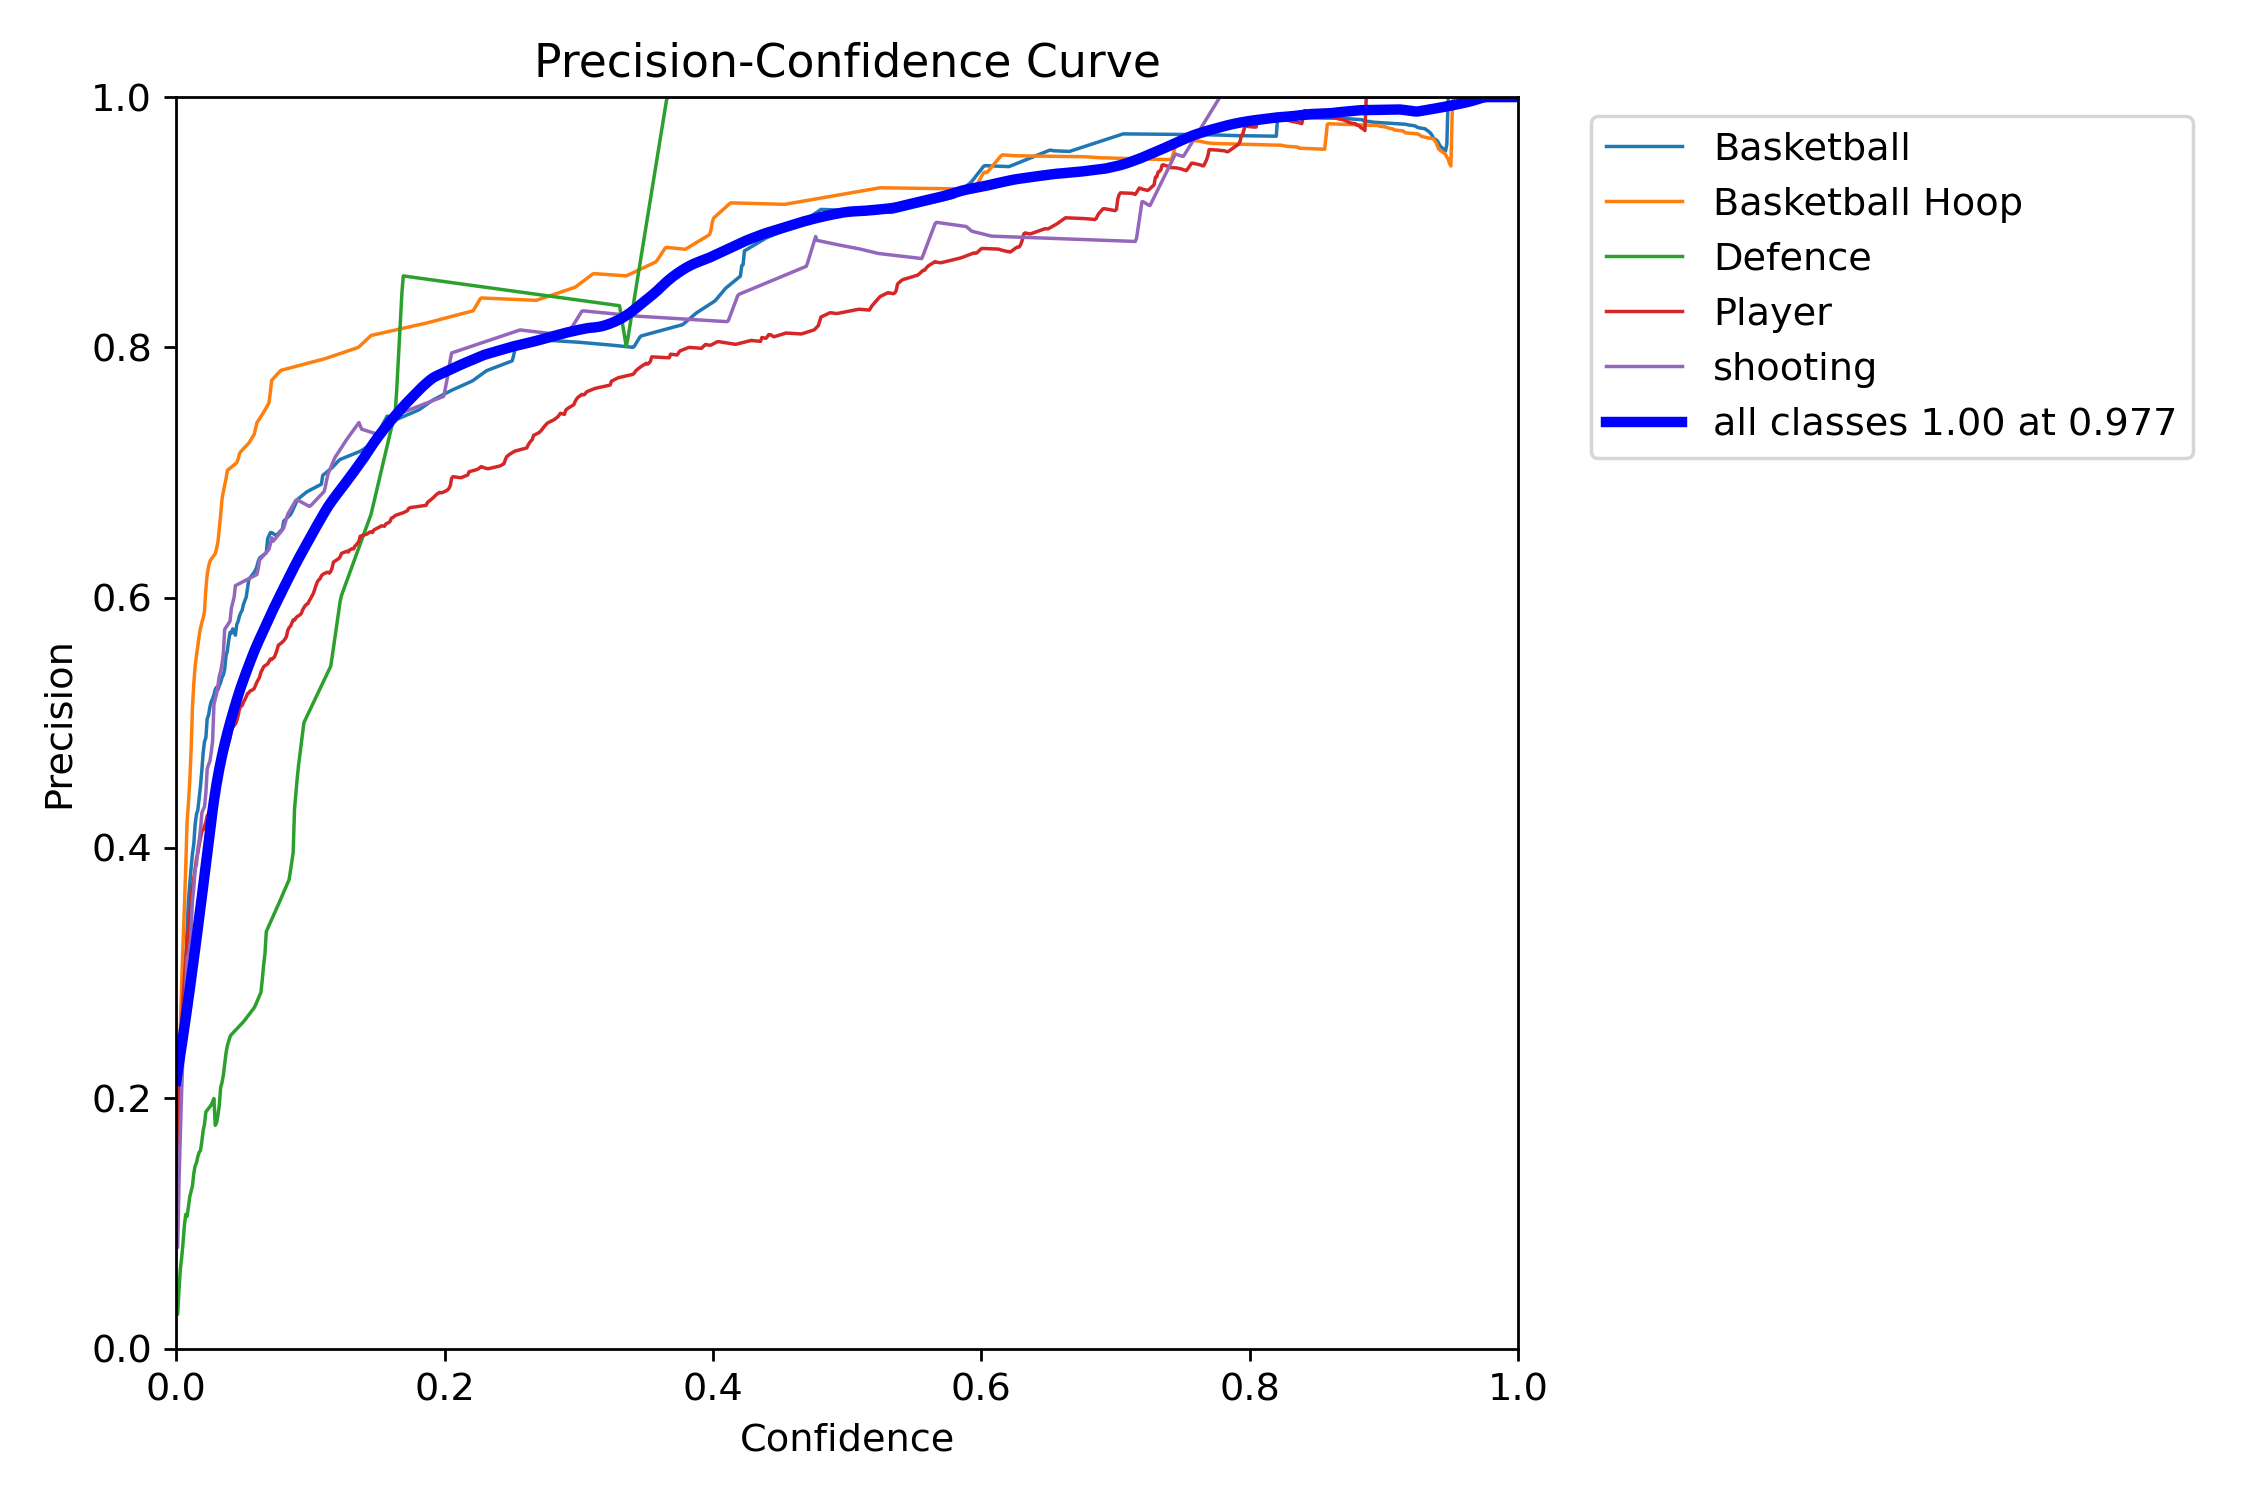 Precision-Confidence Curve
1.0
0.8
0.6
0.4
0.2
0.0
Precision
0.0 0.2 0.4 0.6 0.8 1.0
Confidence
Basketball
Basketball Hoop
Defence
Player
shooting
all classes 1.00 at 0.977